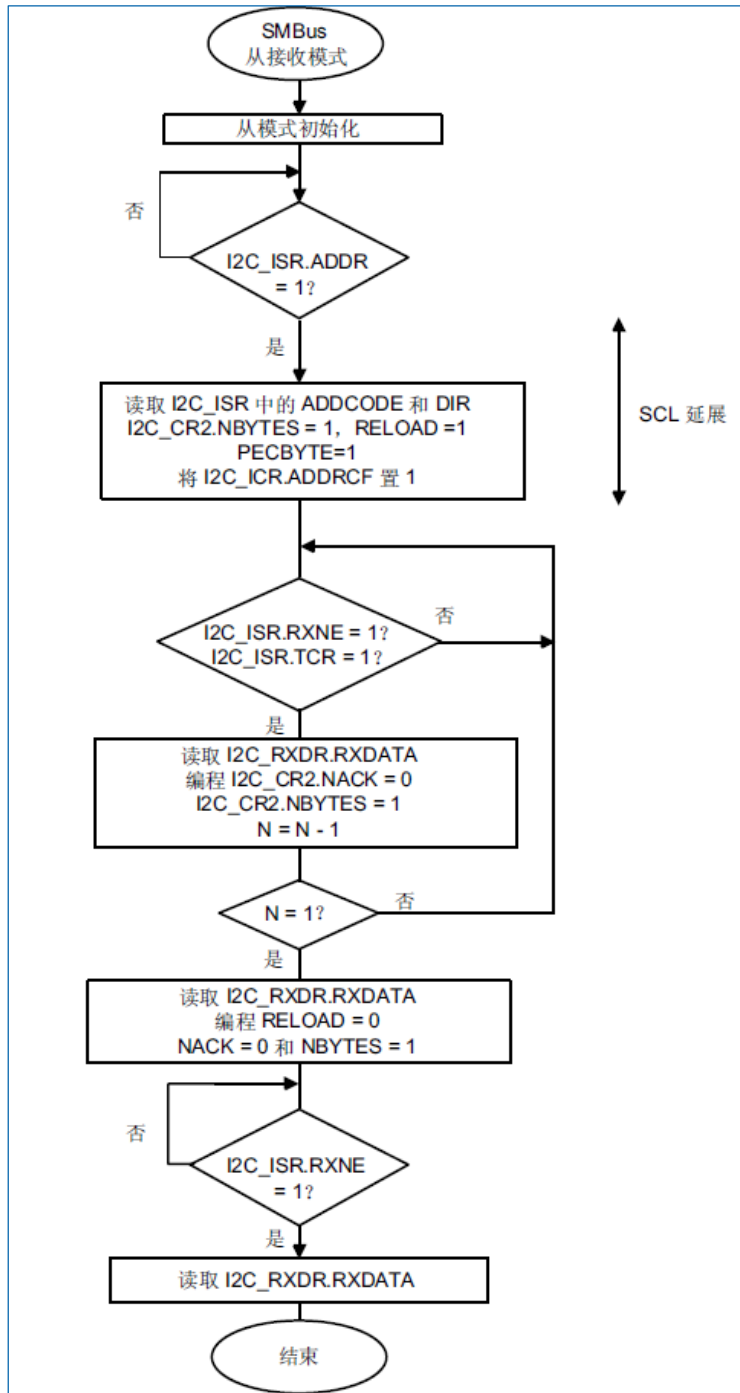 SMBus
从接收模式
从模式初始化
否
I2C_ISR.ADDR
= 1?
是
读取 I2C_ISR 中的 ADDCODE 和 DIR
I2C_CR2.NBYTES = 1，RELOAD =1
PECBYTE=1
将 I2C_ICR.ADDRCF 置 1
SCL 延展
I2C_ISR.RXNE = 1?
I2C_ISR.TCR = 1?
否
是
读取 I2C_RXDR.RXDATA
编程 I2C_CR2.NACK = 0
I2C_CR2.NBYTES = 1
N = N - 1
N = 1?
否
是
读取 I2C_RXDR.RXDATA
编程 RELOAD = 0
NACK = 0 和 NBYTES = 1
否
I2C_ISR.RXNE
= 1?
是
读取 I2C_RXDR.RXDATA
结束